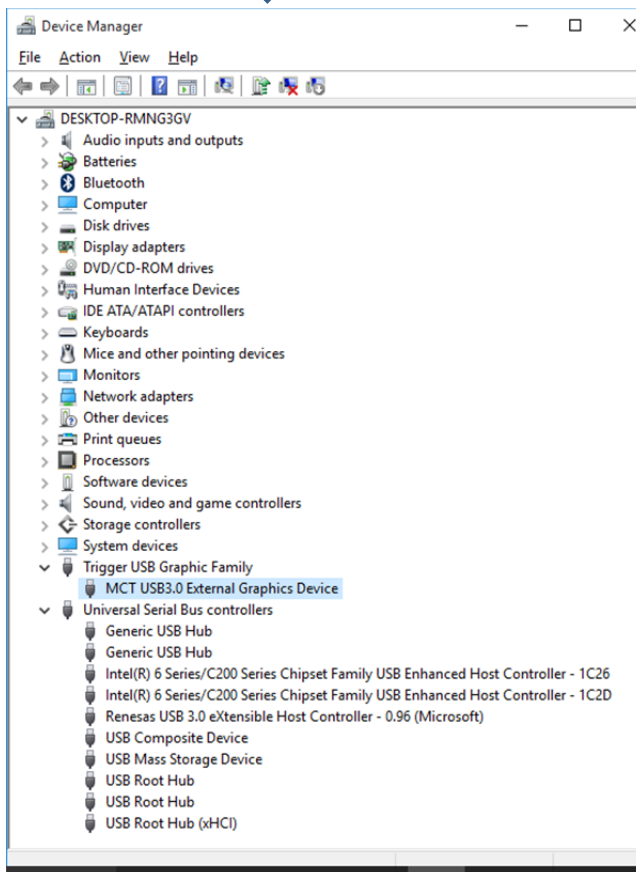 Device Manager
File Action View Help
DESKTOP-RMNG3GV
Audio inputs and outputs
Batteries
Bluetooth
Computer
Disk drives
Display adapters
DVD/CD-ROM drives
Human Interface Devices
IDE ATA/ATAPI controllers
Keyboards
Mice and other pointing devices
Monitors
Network adapters
Other devices
Print queues
Processors
Software devices
Sound, video and game controllers
Storage controllers
System devices
Trigger USB Graphic Family
MCT USB3.0 External Graphics Device
Universal Serial Bus controllers
Generic USB Hub
Generic USB Hub
Intel(R) 6 Series/C200 Series Chipset Family USB Enhanced Host Controller - 1C26
Intel(R) 6 Series/C200 Series Chipset Family USB Enhanced Host Controller - 1C2D
Renesas USB 3.0 eXtensible Host Controller - 0.96 (Microsoft)
USB Composite Device
USB Mass Storage Device
USB Root Hub
USB Root Hub
USB Root Hub (xHCI)